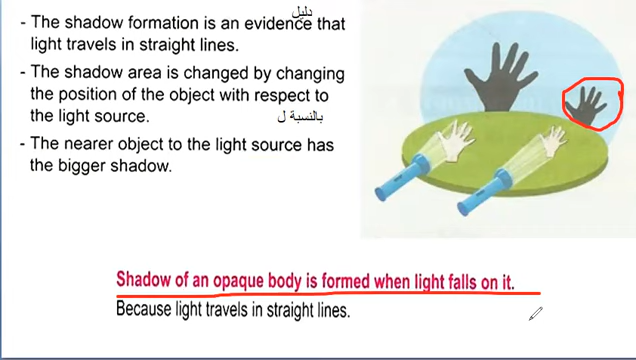 دليل
- The shadow formation is an evidence that
light travels in straight lines.
- The shadow area is changed by changing
the position of the object with respect to
the light source. بالنسبة ل
- The nearer object to the light source has
the bigger shadow.
Shadow of an opaque body is formed when light falls on it.
Because light travels in straight lines.